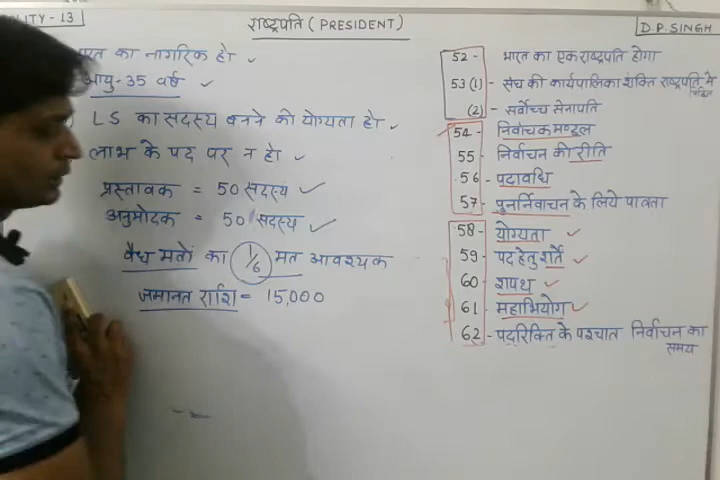 LITY-13
राष्ट्रपति (PRESIDENT)
D.P. SINGH
भारत का नागरिक हो
आयु-35 वर्ष
LS का सदस्य बनने की योग्यता हो
लाभ के पद पर न हो
प्रस्तावक = 50 सदस्य
अनुमोदक = 50 सदस्य
वैध मतों का 1/6 मत आवश्यक
जमानत राशि = 15,000
52 - भारत का एक राष्ट्रपति होगा
53 (1) - संघ की कार्यपालिका शक्ति राष्ट्रपति में
निहित
(2) - सर्वोच्च सेनापति
54 - निर्वाचक मण्डल
55 - निर्वाचन की रीति
56 - पदावधि
57 - पुनर्निर्वाचन के लिये पात्रता
58 - योग्यता
59 - पद हेतु शर्तें
60 - शपथ
61 - महाभियोग
62 - पदरिक्ति के पश्चात निर्वाचन का
समय